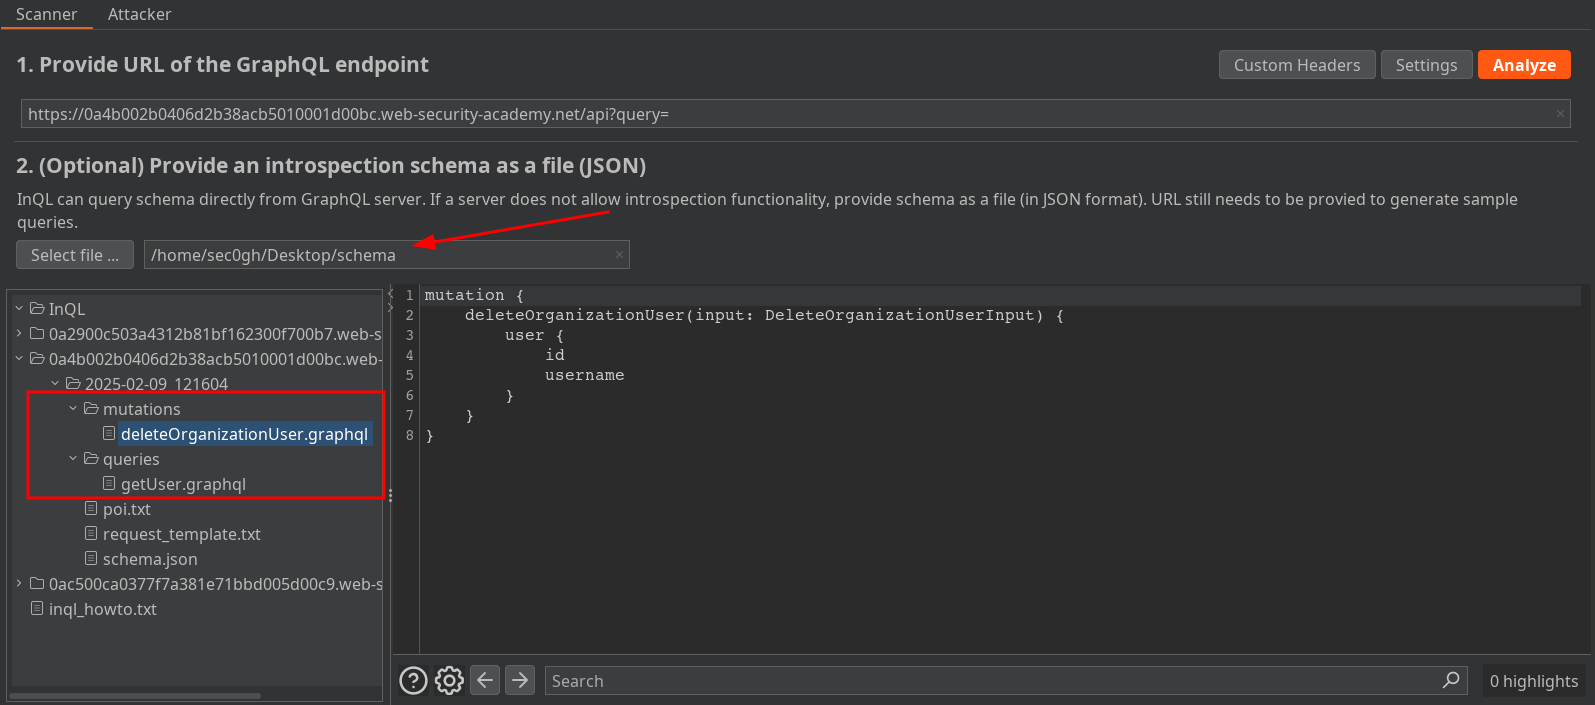 Scanner Attacker
1. Provide URL of the GraphQL endpoint
Custom Headers Settings Analyze
https://0a4b002b0406d2b38acb5010001d00bc.web-security-academy.net/api?query=
2. (Optional) Provide an introspection schema as a file (JSON)
InQL can query schema directly from GraphQL server. If a server does not allow introspection functionality, provide schema as a file (in JSON format). URL still needs to be provied to generate sample
queries.
Select file ... /home/sec0gh/Desktop/schema
InQL
0a2900c503a4312b81bf162300f700b7.web-s
0a4b002b0406d2b38acb5010001d00bc.web-
2025-02-09_121604
mutations
deleteOrganizationUser.graphql
queries
getUser.graphql
poi.txt
request_template.txt
schema.json
0ac500ca0377f7a381e71bbd005d00c9.web-s
inql_howto.txt
1 mutation {
2 deleteOrganizationUser(input: DeleteOrganizationUserInput) {
3 user {
4 id
5 username
6 }
7 }
8 }
Search
0 highlights